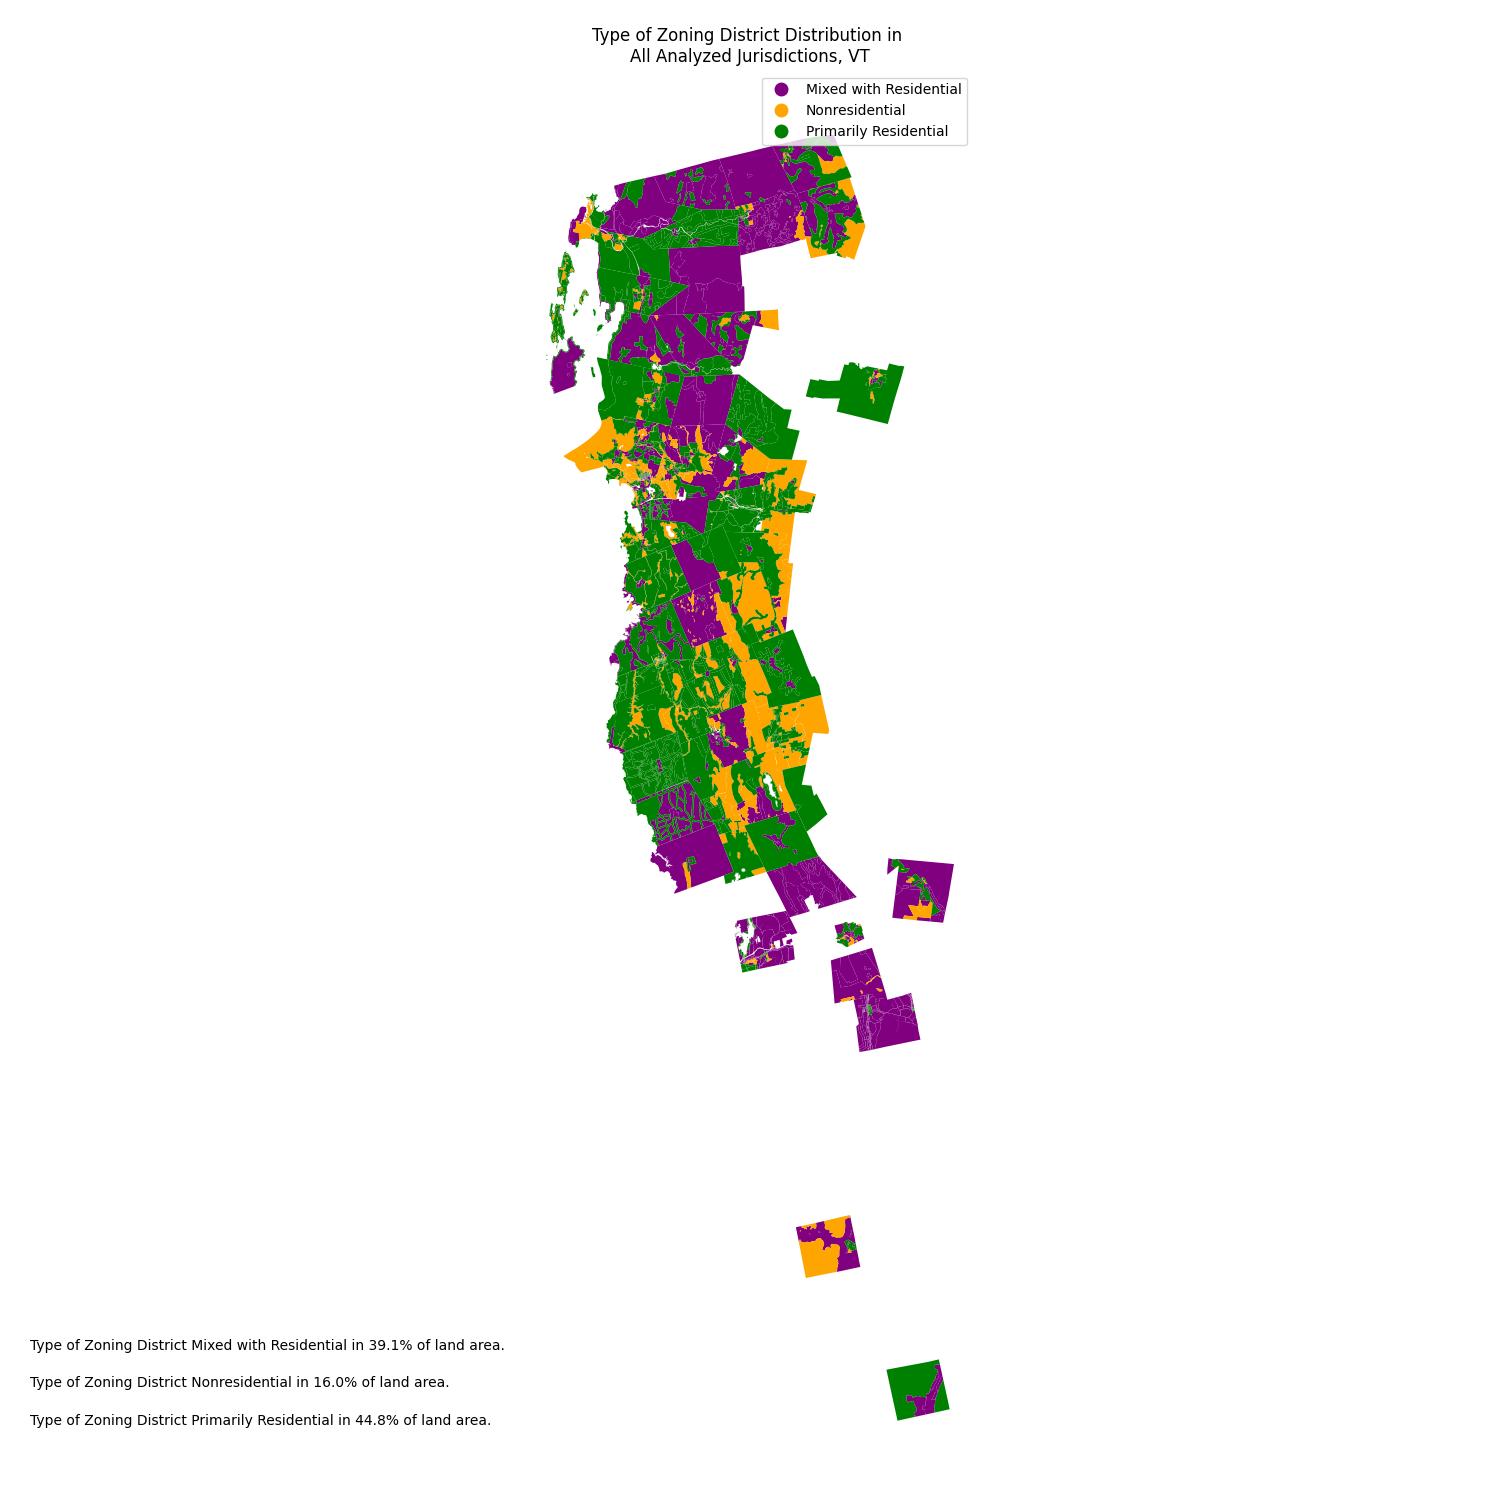 Type of Zoning District Distribution in
All Analyzed Jurisdictions, VT
Mixed with Residential
Nonresidential
Primarily Residential
Type of Zoning District Mixed with Residential in 39.1% of land area.
Type of Zoning District Nonresidential in 16.0% of land area.
Type of Zoning District Primarily Residential in 44.8% of land area.